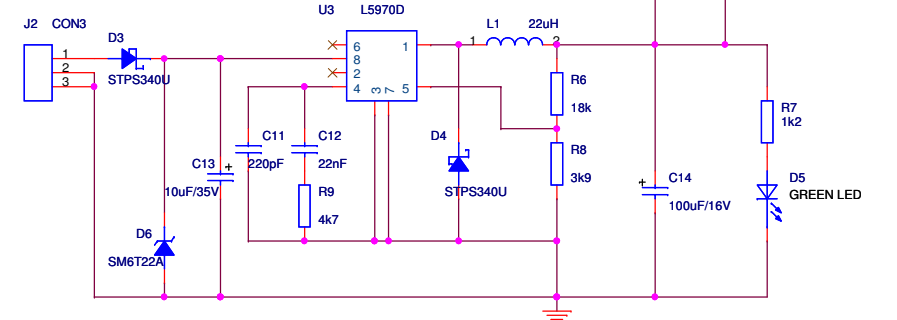 U3 L5970D
J2 CON3
L1 22uH
D3
1 2
6 1
1
8
2
2
STPS340U
3
4 5
3 7
R6
18k
R7
1k2
C11 C12
220pF 22nF
D4
R8
3k9
C13 +
10uF/35V
STPS340U
R9
4k7
+ C14
100uF/16V
D5
GREEN LED
D6
SM6T22A